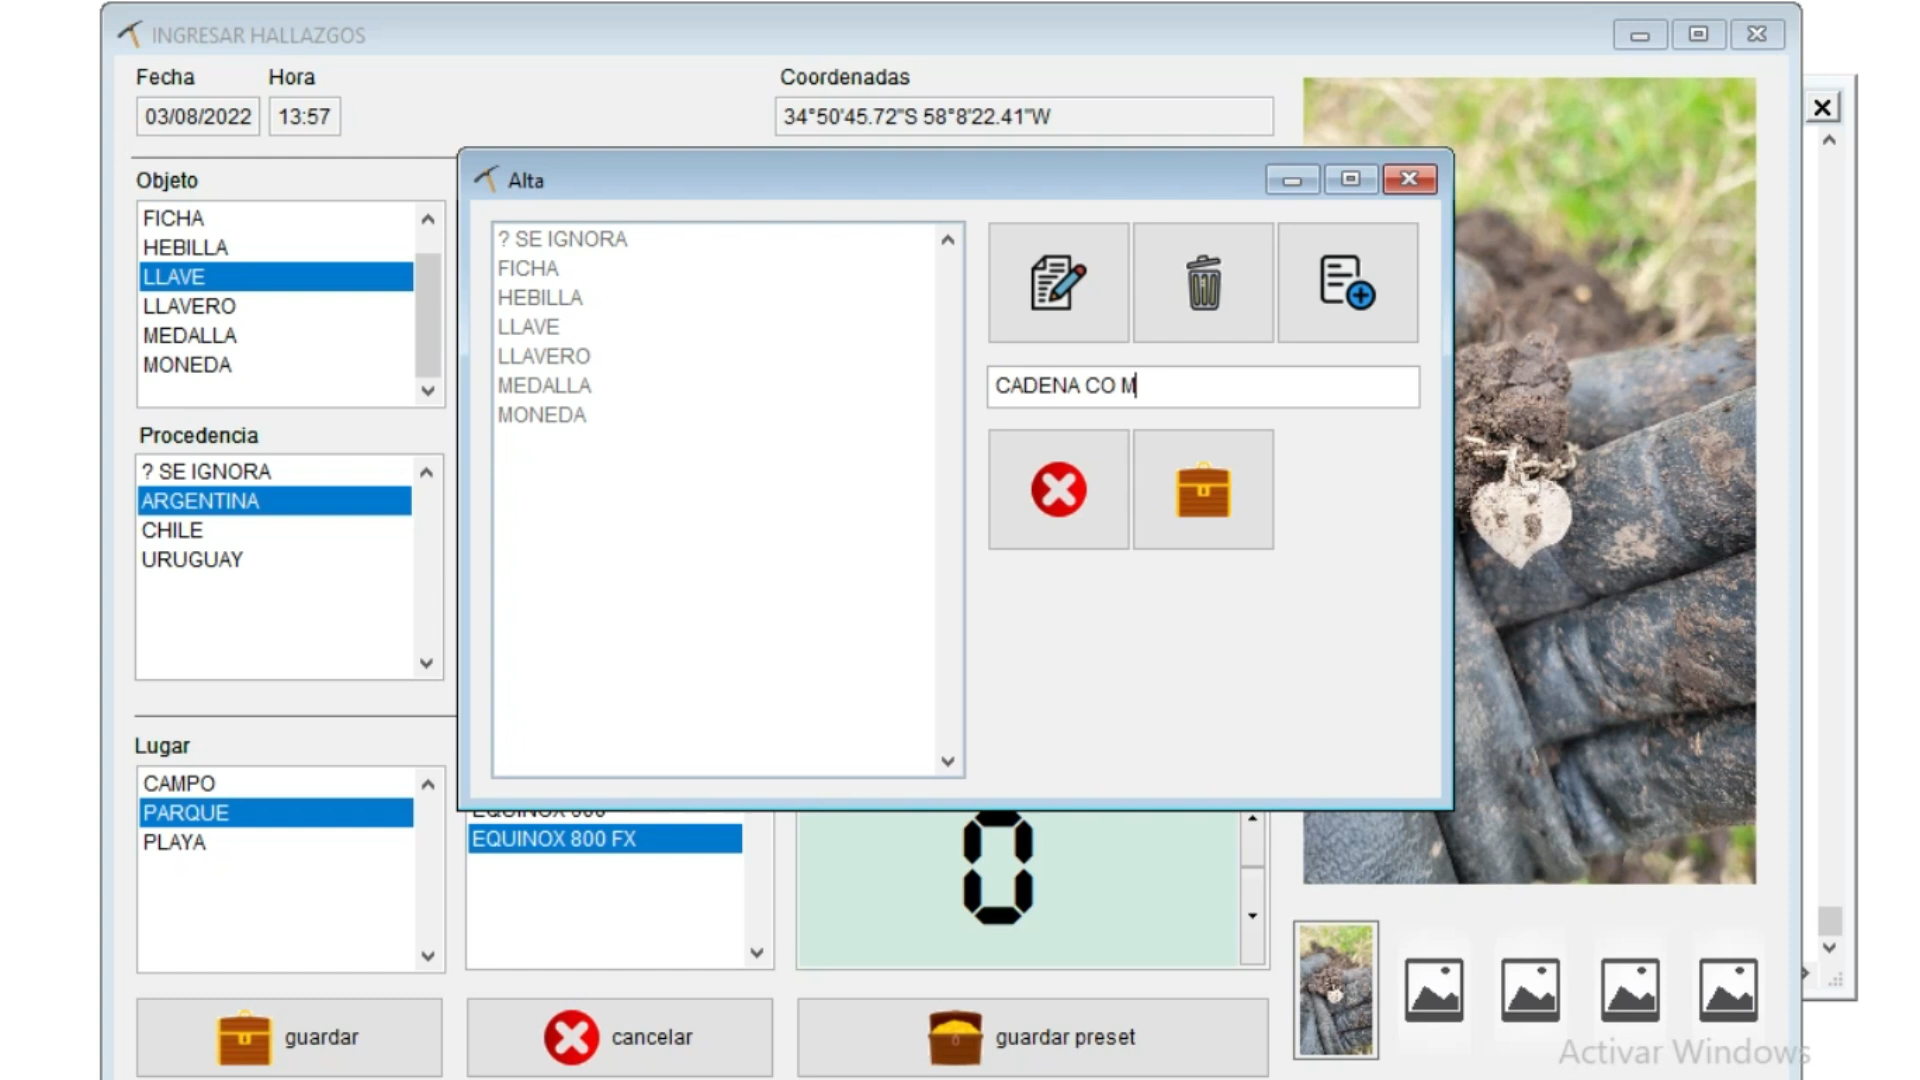 INGRESAR HALLAZGOS
Fecha
Hora
Coordenadas
03/08/2022
13:57
34°50'45.72"S 58°8'22.41"W
Objeto
FICHA
HEBILLA
LLAVE
LLAVERO
MEDALLA
MONEDA
Procedencia
? SE IGNORA
ARGENTINA
CHILE
URUGUAY
Lugar
CAMPO
PARQUE
PLAYA
Alta
? SE IGNORA
FICHA
HEBILLA
LLAVE
LLAVERO
MEDALLA
MONEDA
CADENA CO M
EQUINOX 800 FX
0
guardar
cancelar
guardar preset
Activar Windows